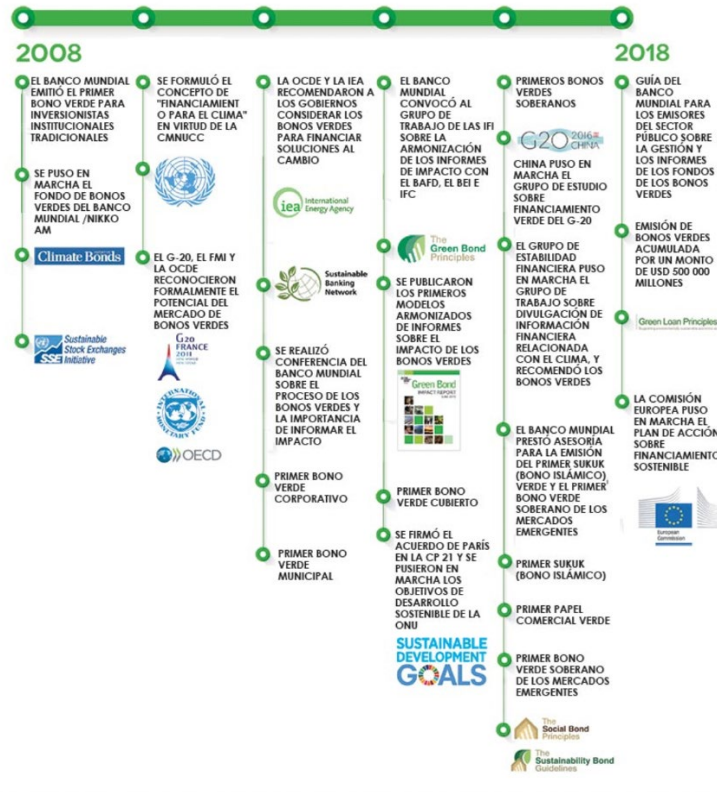 2008
EL BANCO MUNDIAL
EMITIÓ EL PRIMER
BONO VERDE PARA
INVERSIONISTAS
INSTITUCIONALES
TRADICIONALES
SE PUSO EN
MARCHA EL
FONDO DE BONOS
VERDES DEL BANCO
MUNDIAL /NIKKO
AM
Climate Bonds
Sustainable
Stock Exchanges
SSE Initiative
SE FORMULÓ EL
CONCEPTO DE
"FINANCIAMIENT
O PARA EL CLIMA"
EN VIRTUD DE LA
CMNUCC
EL G-20, EL FMI Y
LA OCDE
RECONOCIERON
FORMALMENTE EL
POTENCIAL DEL
MERCADO DE
BONOS VERDES
G20
FRANCE
2011
INTERNATIONAL
MONETARY FUND
OECD
LA OCDE Y LA IEA
RECOMENDARON A
LOS GOBIERNOS
CONSIDERAR LOS
BONOS VERDES
PARA FINANCIAR
SOLUCIONES AL
CAMBIO
iea International
Energy Agency
Sustainable
Banking
Network
SE REALIZÓ
CONFERENCIA DEL
BANCO MUNDIAL
SOBRE EL
PROCESO DE LOS
BONOS VERDES Y
LA IMPORTANCIA
DE INFORMAR EL
IMPACTO
PRIMER BONO
VERDE
CORPORATIVO
PRIMER BONO
VERDE
MUNICIPAL
EL BANCO
MUNDIAL
CONVOCÓ AL
GRUPO DE
TRABAJO DE LAS IFI
SOBRE LA
ARMONIZACIÓN
DE LOS INFORMES
DE IMPACTO CON
EL BAFD, EL BEI E
IFC
The
Green Bond
Principles
SE PUBLICARON
LOS PRIMEROS
MODELOS
ARMONIZADOS
DE INFORMES
SOBRE EL
IMPACTO DE LOS
BONOS VERDES
Green Bond
IMPACT REPORT
PRIMER BONO
VERDE CUBIERTO
SE FIRMÓ EL
ACUERDO DE PARÍS
EN LA CP 21 Y SE
PUSIERON EN
MARCHA LOS
OBJETIVOS DE
DESARROLLO
SOSTENIBLE DE LA
ONU
SUSTAINABLE
DEVELOPMENT
GOALS
PRIMEROS BONOS
VERDES
SOBERANOS
G20 2016
CHINA
CHINA PUSO EN
MARCHA EL
GRUPO DE ESTUDIO
SOBRE
FINANCIAMIENTO
VERDE DEL G-20
EL GRUPO DE
ESTABILIDAD
FINANCIERA PUSO
EN MARCHA EL
GRUPO DE
TRABAJO SOBRE
DIVULGACIÓN DE
INFORMACIÓN
FINANCIERA
RELACIONADA
CON EL CLIMA, Y
RECOMENDÓ LOS
BONOS VERDES
EL BANCO MUNDIAL
PRESTÓ ASESORÍA
PARA LA EMISIÓN
DEL PRIMER SUKUK
(BONO ISLÁMICO)
VERDE Y EL PRIMER
BONO VERDE
SOBERANO DE LOS
MERCADOS
EMERGENTES
PRIMER SUKUK
(BONO ISLÁMICO)
PRIMER PAPEL
COMERCIAL VERDE
PRIMER BONO
VERDE SOBERANO
DE LOS MERCADOS
EMERGENTES
The
Social Bond
Principles
The
Sustainability Bond
Guidelines
2018
GUÍA DEL
BANCO
MUNDIAL PARA
LOS EMISORES
DEL SECTOR
PÚBLICO SOBRE
LA GESTIÓN Y
LOS INFORMES
DE LOS FONDOS
DE LOS BONOS
VERDES
EMISIÓN DE
BONOS VERDES
ACUMULADA
POR UN MONTO
DE USD 500 000
MILLONES
Green Loan Principles
LA COMISIÓN
EUROPEA PUSO
EN MARCHA EL
PLAN DE ACCIÓN
SOBRE
FINANCIAMIENTO
SOSTENIBLE
European
Commission